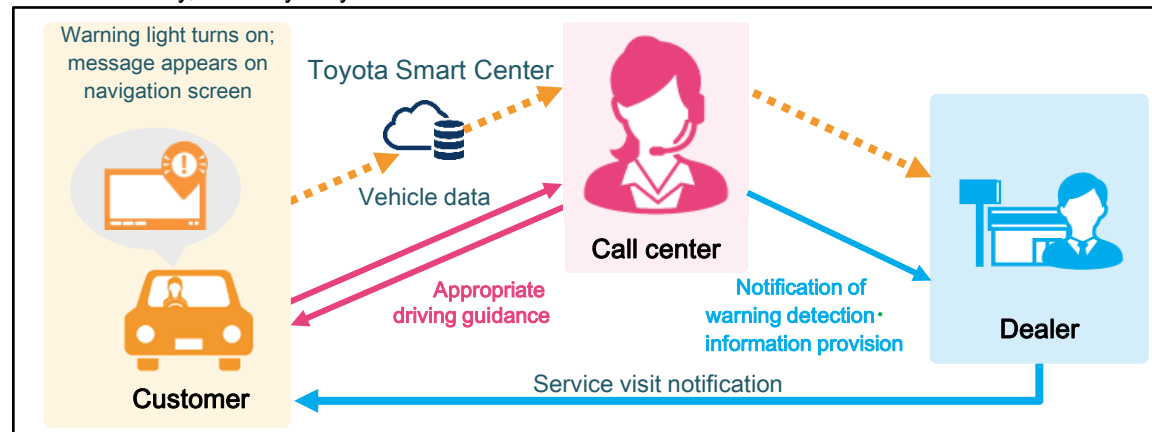 Warning light turns on;
message appears on
navigation screen
Toyota Smart Center
Vehicle data
Call center
Appropriate
driving guidance
Notification of
warning detection・
information provision
Dealer
Service visit notification
Customer